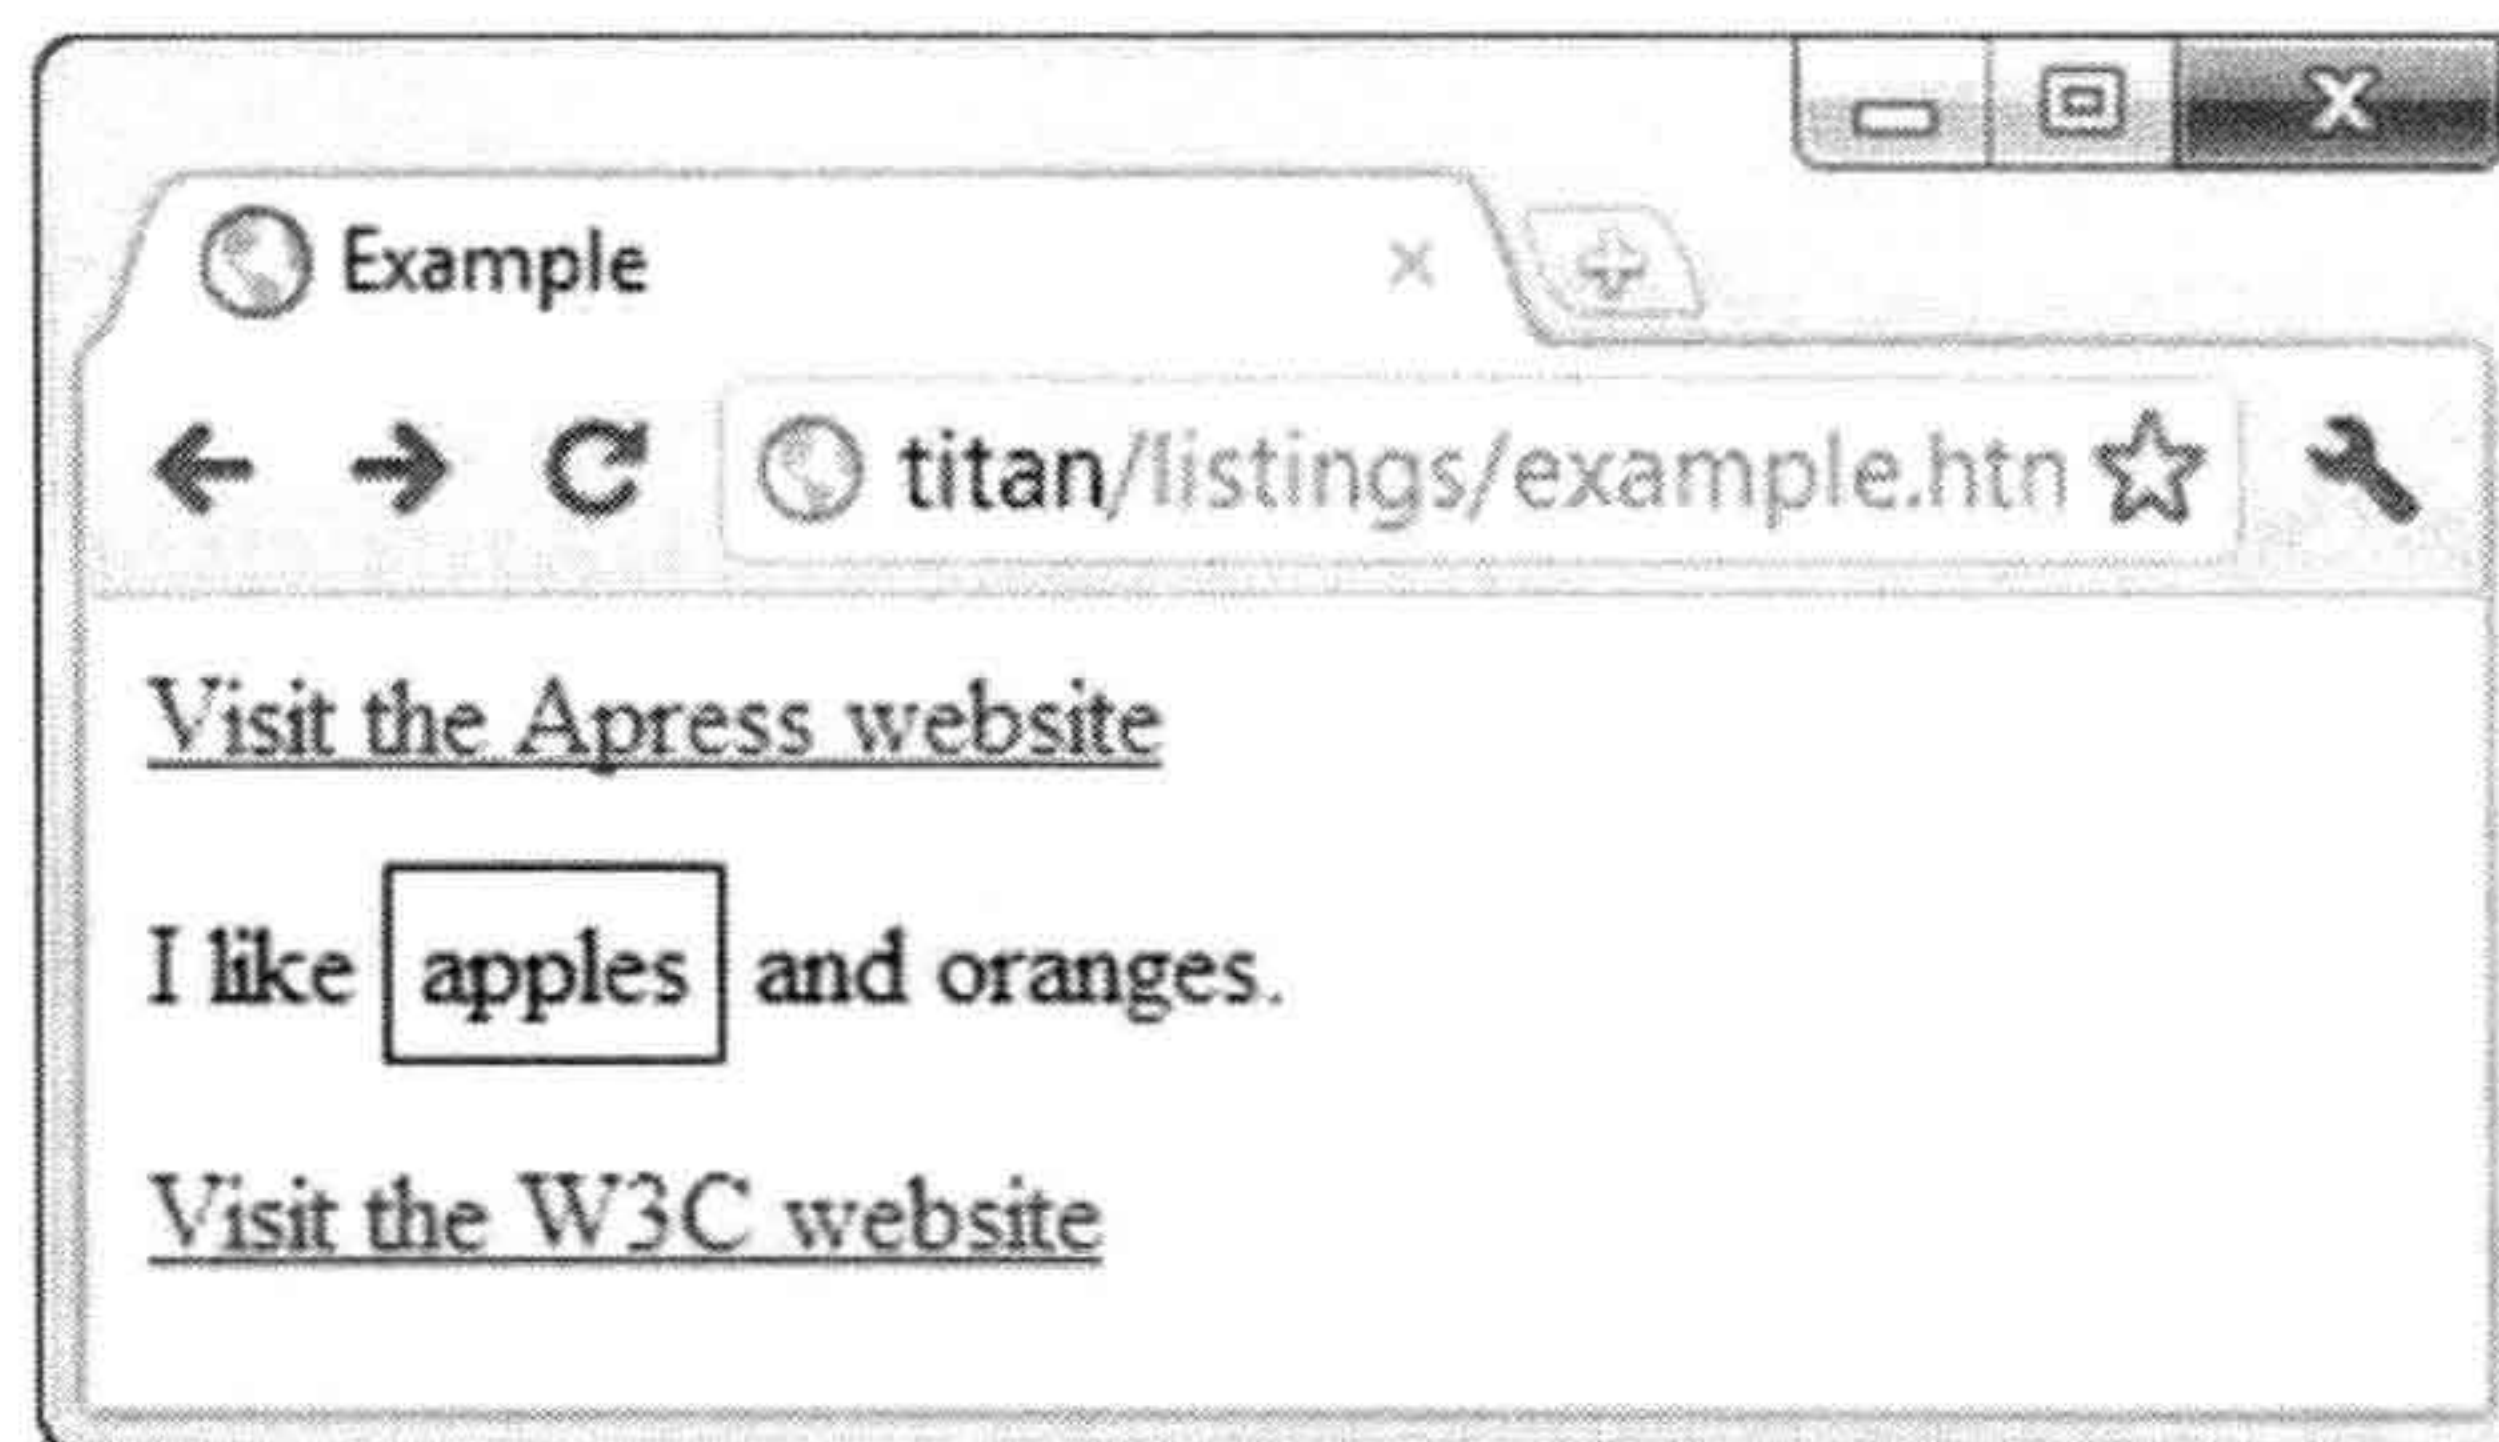 Example
titan/listings/example.htn
Visit the Apress website
I like apples and oranges.
Visit the W3C website